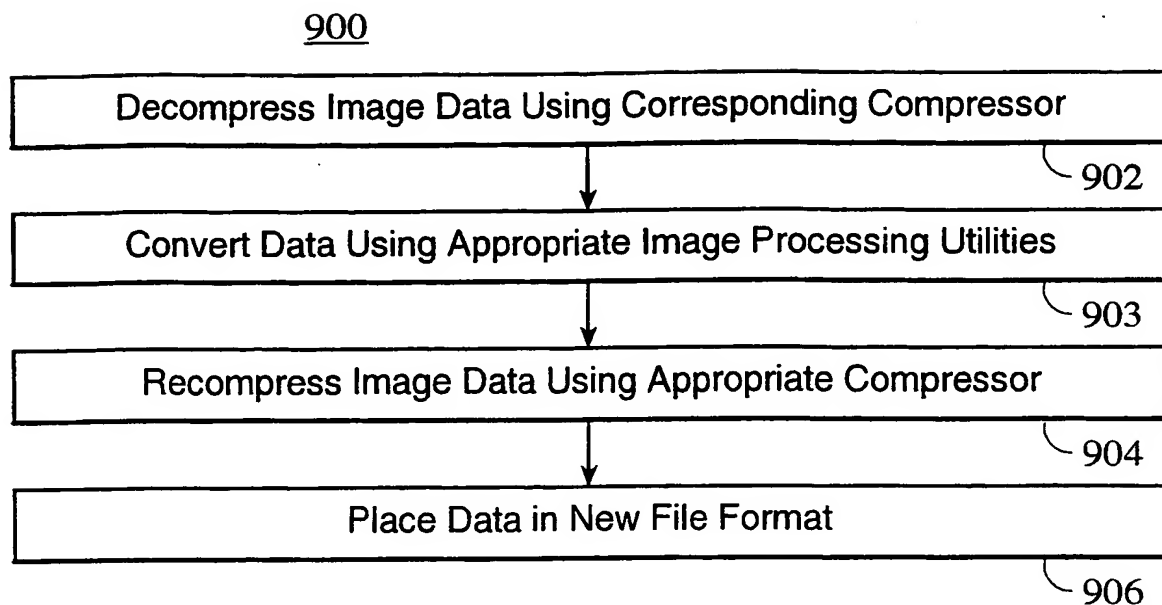 900
Decompress Image Data Using Corresponding Compressor
902
Convert Data Using Appropriate Image Processing Utilities
903
Recompress Image Data Using Appropriate Compressor
904
Place Data in New File Format
906